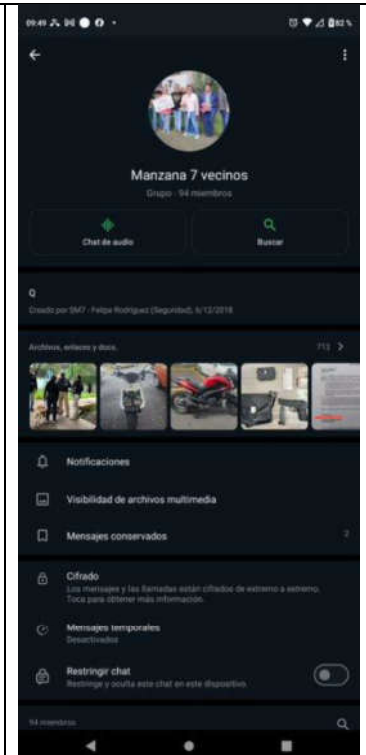 09:49
82 %
Manzana 7 vecinos
Grupo · 94 miembros
Chat de audio
Buscar
Q
Creado por SM7 - Felipe Rodríguez (Seguridad), 6/12/2018
Archivos, enlaces y docs.
713
Notificaciones
Visibilidad de archivos multimedia
Mensajes conservados
2
Cifrado
Los mensajes y las llamadas están cifrados de extremo a extremo.
Toca para obtener más información.
Mensajes temporales
Desactivados
Restringir chat
Restringe y oculta este chat en este dispositivo.
94 miembros